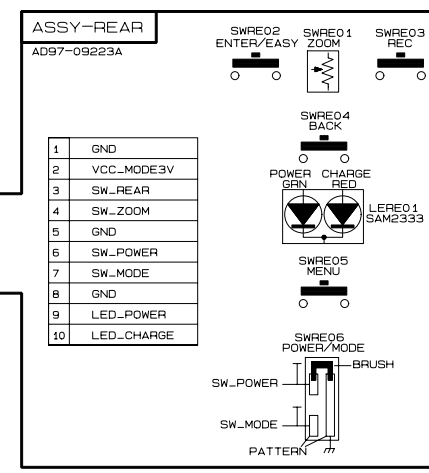 ASSY-REAR
AD97-09223A
SWRE02
ENTER/EASY
SWRE01
ZOOM
SWRE03
REC
SWRE04
BACK
1 GND
2 VCC_MODE3V
3 SW_REAR
4 SW_ZOOM
5 GND
6 SW_POWER
7 SW_MODE
8 GND
9 LED_POWER
10 LED_CHARGE
POWER CHARGE
GRN RED
LERE01
SAM2333
SWRE05
MENU
SWRE06
POWER/MODE
BRUSH
SW_POWER
SW_MODE
PATTERN